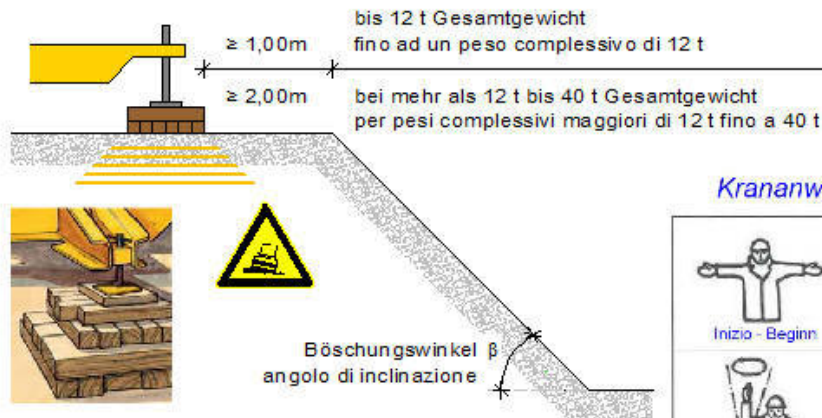 bis 12 t Gesamtgewicht
≥ 1,00m
fino ad un peso complessivo di 12 t
≥ 2,00m
bei mehr als 12 t bis 40 t Gesamtgewicht
per pesi complessivi maggiori di 12 t fino a 40 t
Krananw
Inizio - Beginn
Böschungswinkel β
angolo di inclinazione